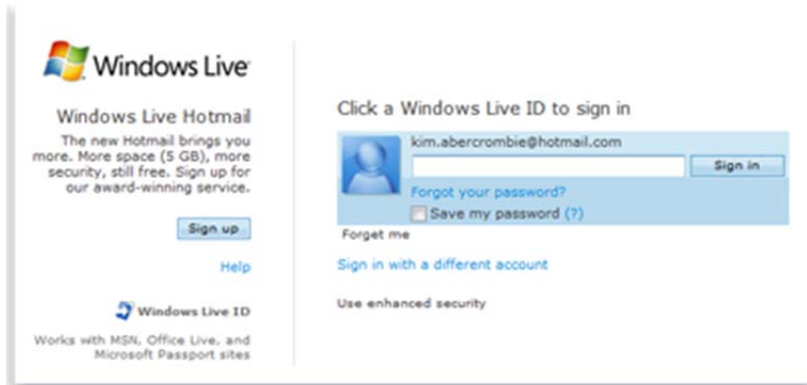 Windows Live
Windows Live Hotmail
The new Hotmail brings you
more. More space (5 GB), more
security, still free. Sign up for
our award-winning service.
Sign up
Help
Windows Live ID
Works with MSN, Office Live, and
Microsoft Passport sites
Click a Windows Live ID to sign in
kim.abercrombie@hotmail.com
Sign in
Forgot your password?
Save my password (?)
Forget me
Sign in with a different account
Use enhanced security